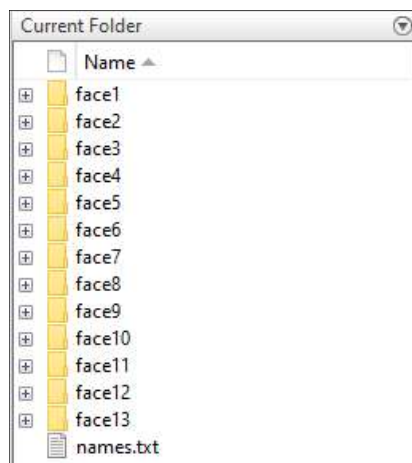 Current Folder
Name
face1
face2
face3
face4
face5
face6
face7
face8
face9
face10
face11
face12
face13
names.txt